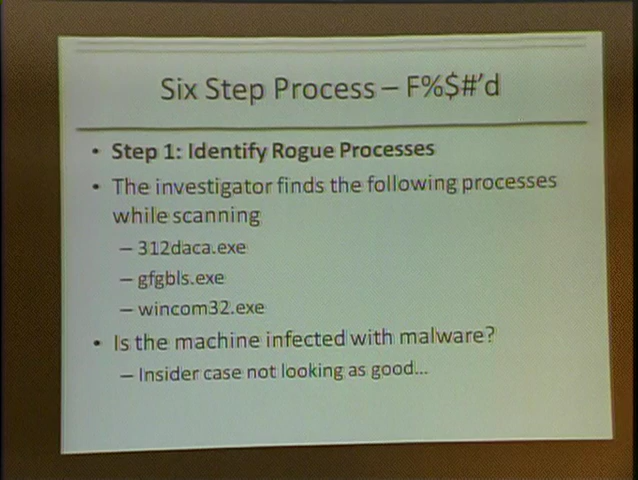 Six Step Process – F%$#'d
• Step 1: Identify Rogue Processes
• The investigator finds the following processes
while scanning
– 312daca.exe
– gfgbls.exe
– wincom32.exe
• Is the machine infected with malware?
– Insider case not looking as good...